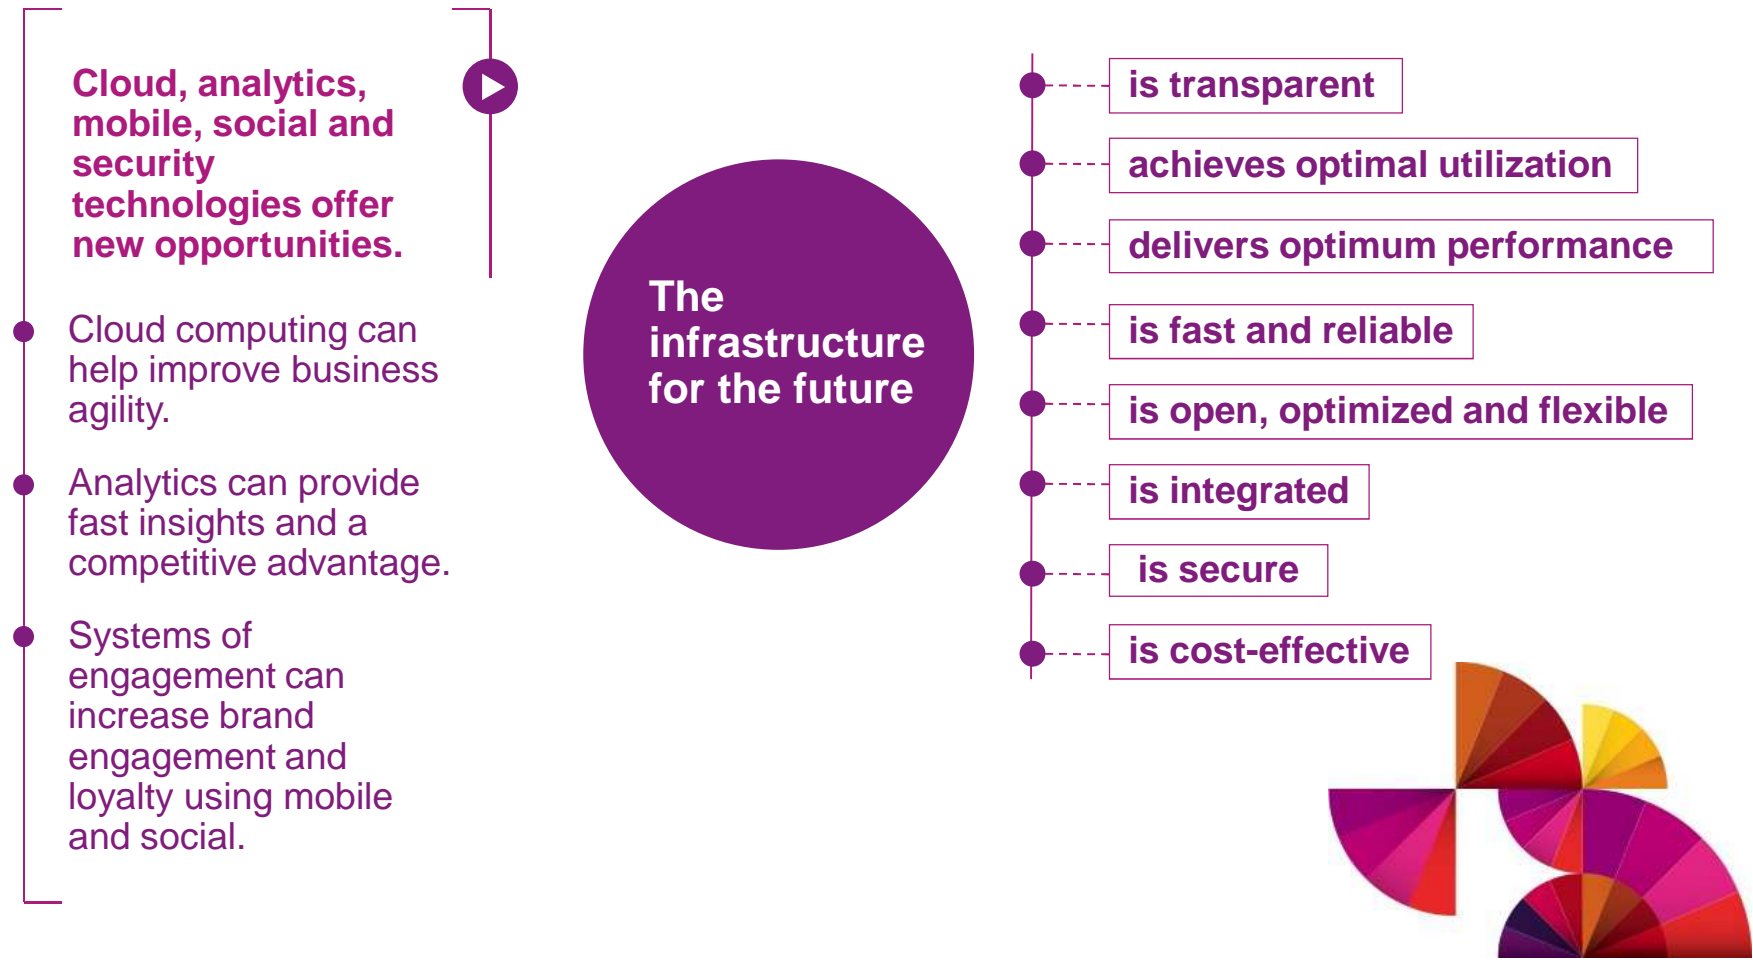 Cloud, analytics,
mobile, social and
security
technologies offer
new opportunities.
Cloud computing can
help improve business
agility.
Analytics can provide
fast insights and a
competitive advantage.
Systems of
engagement can
increase brand
engagement and
loyalty using mobile
and social.
The
infrastructure
for the future
is transparent
achieves optimal utilization
delivers optimum performance
is fast and reliable
is open, optimized and flexible
is integrated
is secure
is cost-effective